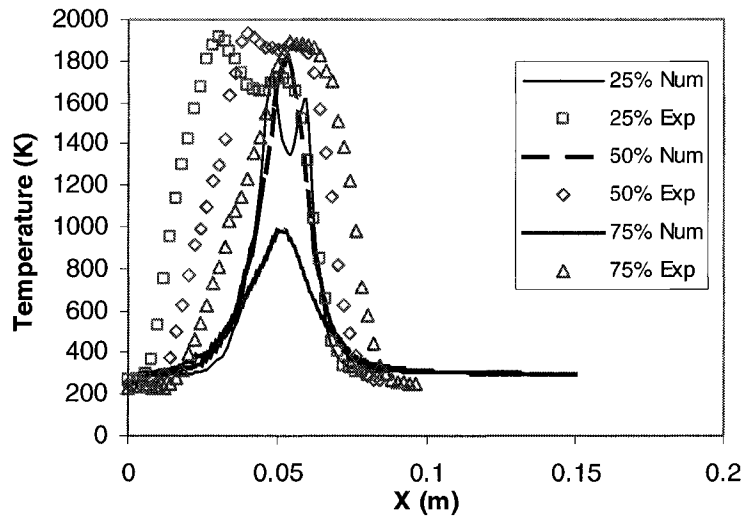 2000
1800
1600
1400
1200
1000
800
600
400
200
0
Temperature (K)
0
0.05
0.1
0.15
0.2
X (m)
25% Num
25% Exp
50% Num
50% Exp
75% Num
75% Exp